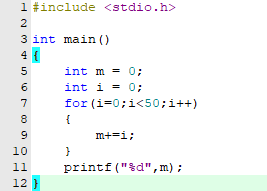 1 #include <stdio.h>
2
3 int main()
4 {
5     int m = 0;
6     int i = 0;
7     for(i=0;i<50;i++)
8     {
9         m+=i;
10     }
11     printf("%d",m);
12 }